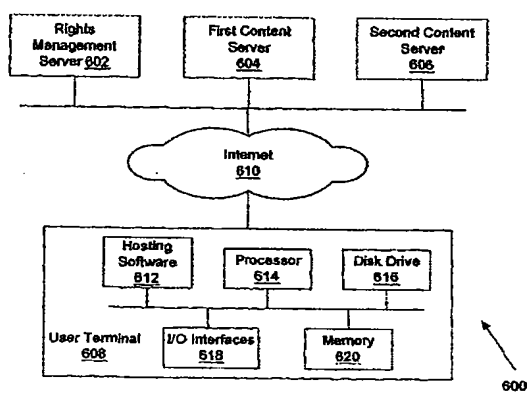 Rights
Management
Server 602
First Content
Server
604
Second Content
Server
606
Internet
610
Hosting
Software
612
Processor
614
Disk Drive
616
User Terminal
608
I/O Interfaces
618
Memory
620
600